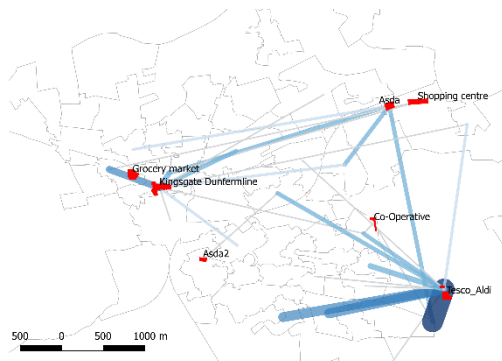 Shopping centre
Asda
Grocery market
Kingsgate Dunfermline
Co-Operative
Asda2
Tesco_Aldi
500 0 500 1000 m